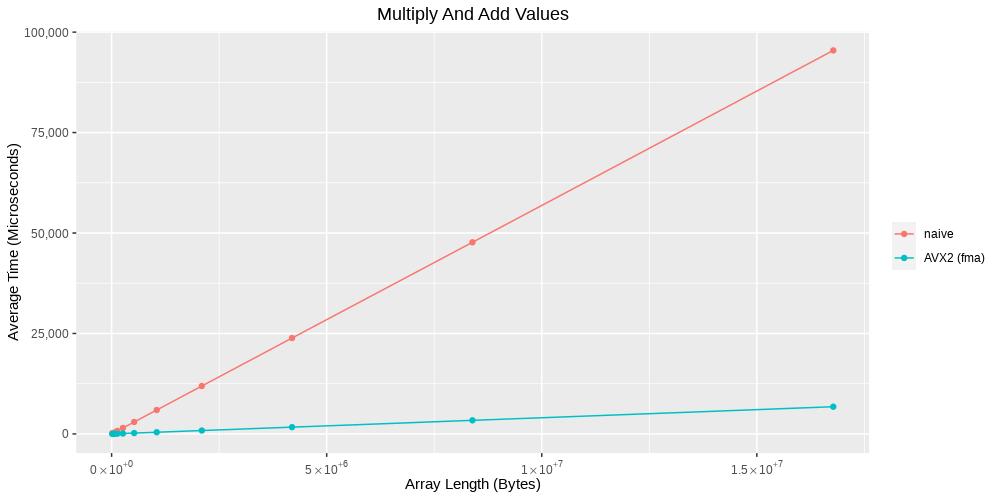 Multiply And Add Values
Average Time (Microseconds)
100,000
75,000
50,000
25,000
0
0×10⁺⁰
5×10⁺⁶
1×10⁺⁷
1.5×10⁺⁷
Array Length (Bytes)
naive
AVX2 (fma)